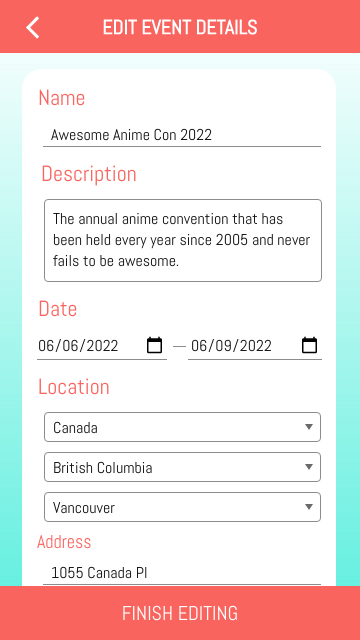 EDIT EVENT DETAILS
Name
Awesome Anime Con 2022
Description
The annual anime convention that has
been held every year since 2005 and never
fails to be awesome.
Date
06/06/2022 — 06/09/2022
Location
Canada
British Columbia
Vancouver
Address
1055 Canada Pl
FINISH EDITING